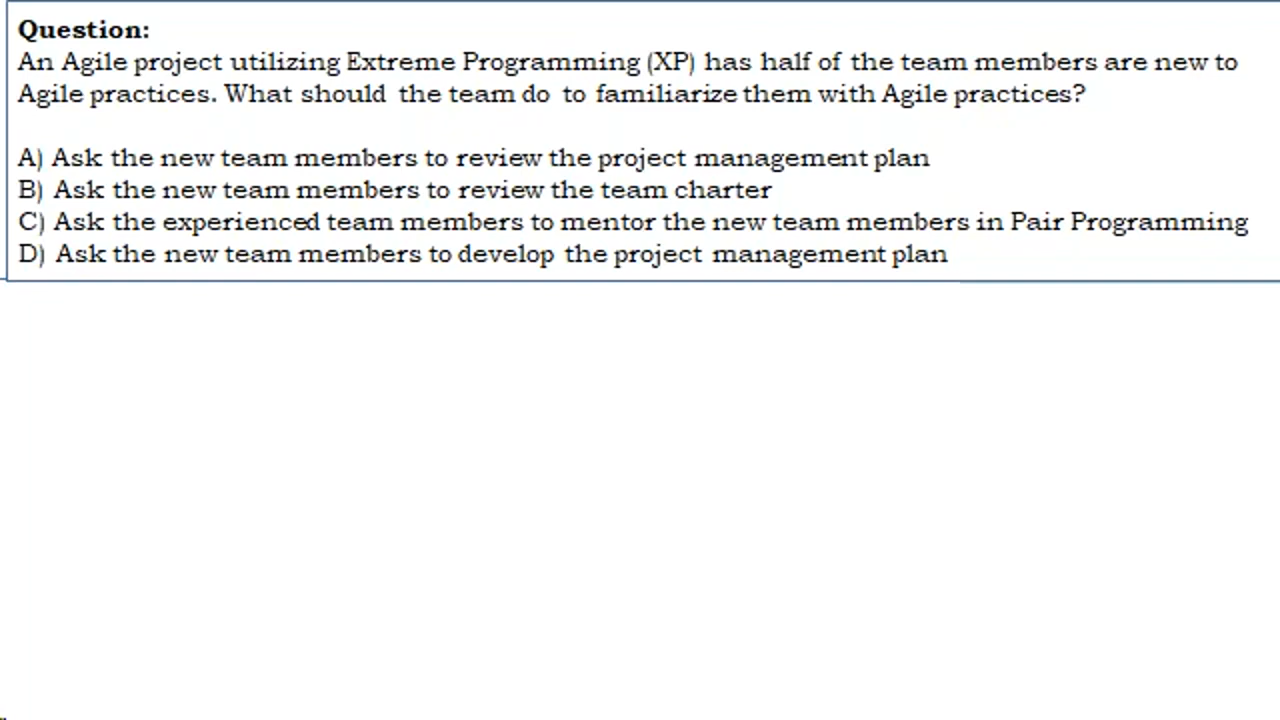 Question:
An Agile project utilizing Extreme Programming (XP) has half of the team members are new to
Agile practices. What should the team do to familiarize them with Agile practices?
A) Ask the new team members to review the project management plan
B) Ask the new team members to review the team charter
C) Ask the experienced team members to mentor the new team members in Pair Programming
D) Ask the new team members to develop the project management plan